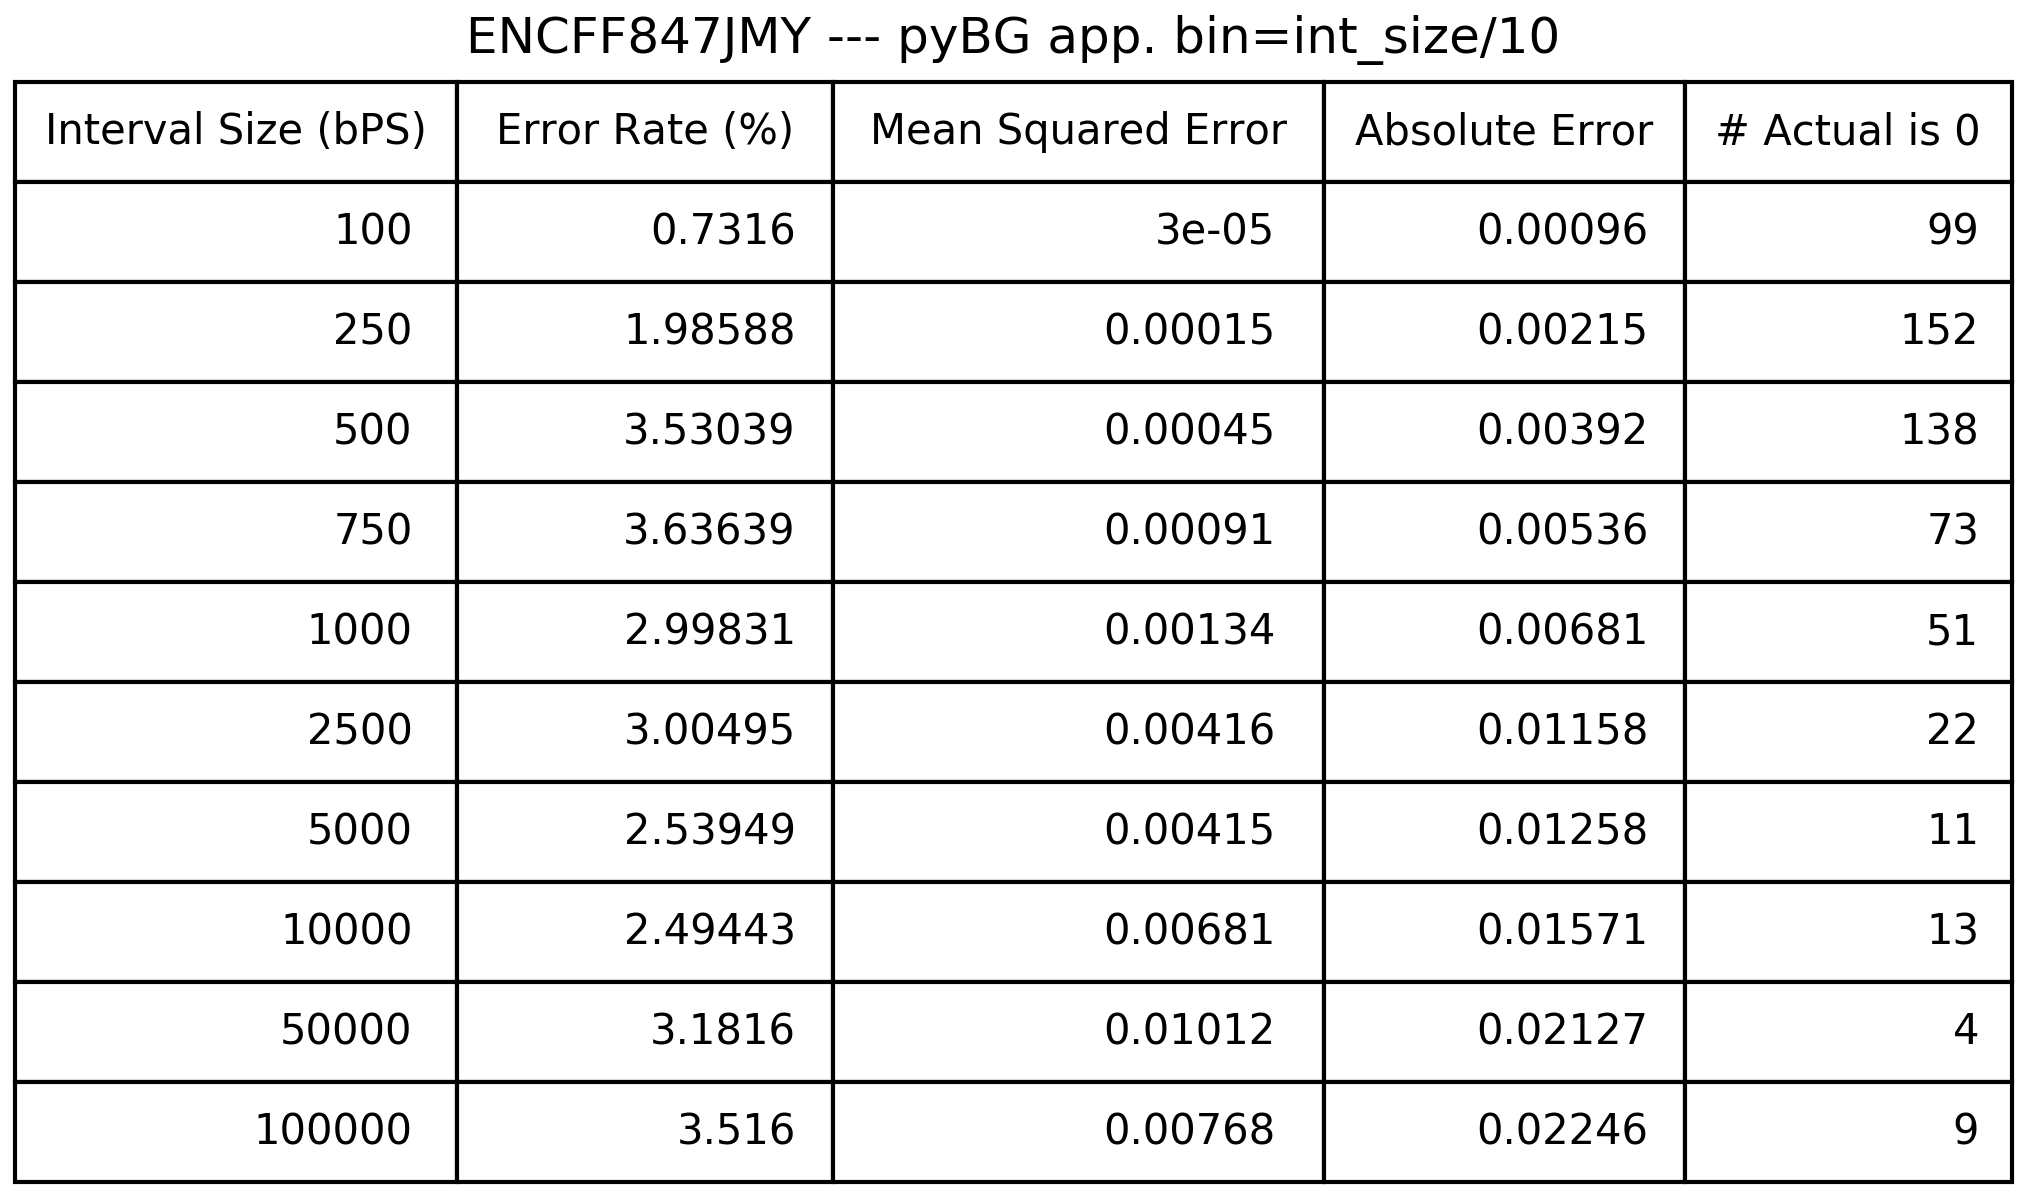 ENCFF847JMY --- pyBG app. bin=int_size/10
Interval Size (bPS) Error Rate (%) Mean Squared Error Absolute Error # Actual is 0
100 0.7316 3e-05 0.00096 99
250 1.98588 0.00015 0.00215 152
500 3.53039 0.00045 0.00392 138
750 3.63639 0.00091 0.00536 73
1000 2.99831 0.00134 0.00681 51
2500 3.00495 0.00416 0.01158 22
5000 2.53949 0.00415 0.01258 11
10000 2.49443 0.00681 0.01571 13
50000 3.1816 0.01012 0.02127 4
100000 3.516 0.00768 0.02246 9